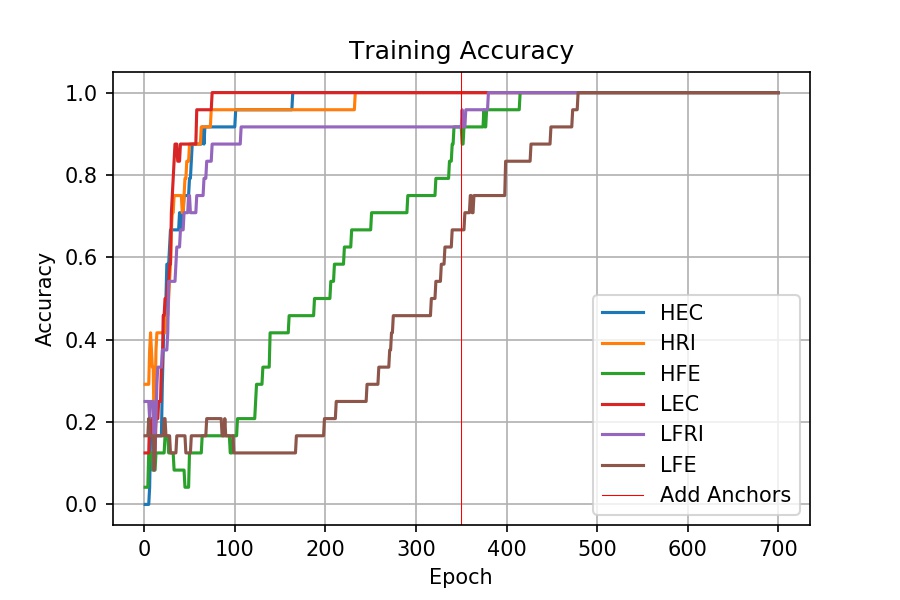 Training Accuracy
Accuracy
1.0
0.8
0.6
0.4
0.2
0.0
HEC
HRI
HFE
LEC
LFRI
LFE
Add Anchors
0 100 200 300 400 500 600 700
Epoch